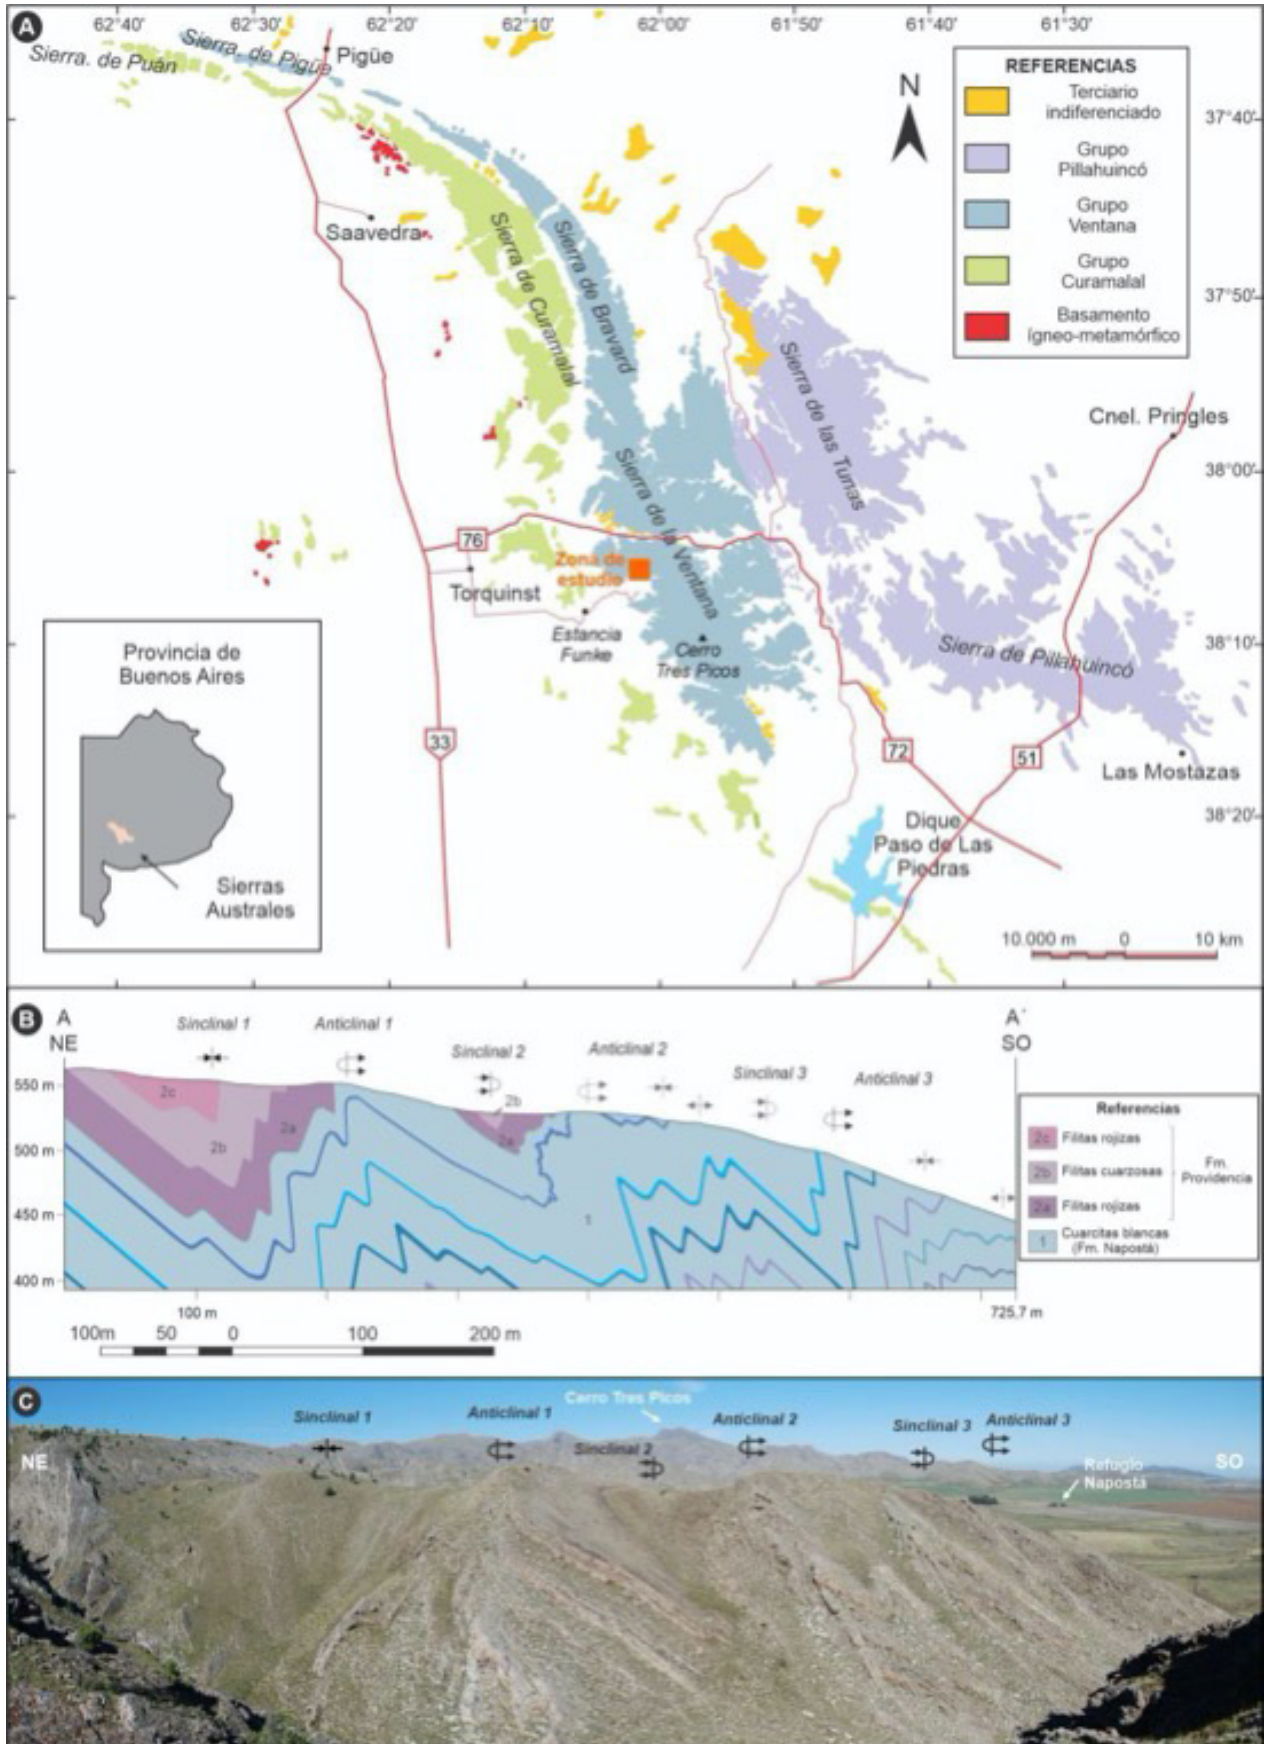 A
62°40' 62°30' 62°20' 62°10' 62°00' 61°50' 61°40' 61°30'
Sierra. de Puán
Sierra. de Pigüe
Pigüe
N
REFERENCIAS
Terciario
indiferenciado
Grupo
Pillahuincó
Grupo
Ventana
Grupo
Curamalal
Basamento
ígneo-metamórfico
37°40'
37°50'
38°00'
38°10'
38°20'
Saavedra
Sierra de Curamalal
Sierra de Bravard
Sierra de las Tunas
Cnel. Pringles
Sierra de la Ventana
76
Zona de
estudio
Torquinst
Estancia
Funke
Cerro
Tres Picos
Sierra de Pillahuincó
33
72
51
Las Mostazas
Dique
Paso de Las
Piedras
Provincia de
Buenos Aires
Sierras
Australes
10.000 m 0 10 km
B
A
NE
Sinclinal 1
Anticlinal 1
Sinclinal 2
Anticlinal 2
Sinclinal 3
Anticlinal 3
A´
SO
550 m
500 m
450 m
400 m
2c
2b
2a
2b
2a
1
100 m
725,7 m
100m 50 0 100 200 m
Referencias
2c Filitas rojizas
2b Filitas cuarzosas
2a Filitas rojizas
Fm.
Providencia
1 Cuarcitas blancas
(Fm. Napostá)
C
NE
Sinclinal 1
Anticlinal 1
Cerro Tres Picos
Sinclinal 2
Anticlinal 2
Sinclinal 3
Anticlinal 3
Refugio
Napostá
SO